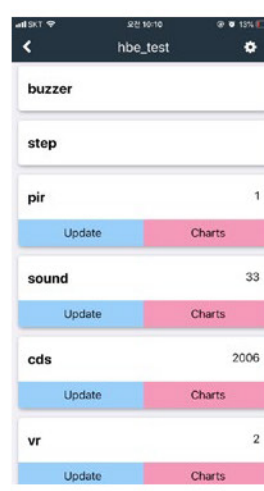 SKT 오전 10:10 13%
hbe_test
buzzer
step
pir 1
Update Charts
sound 33
Update Charts
cds 2006
Update Charts
vr 2
Update Charts